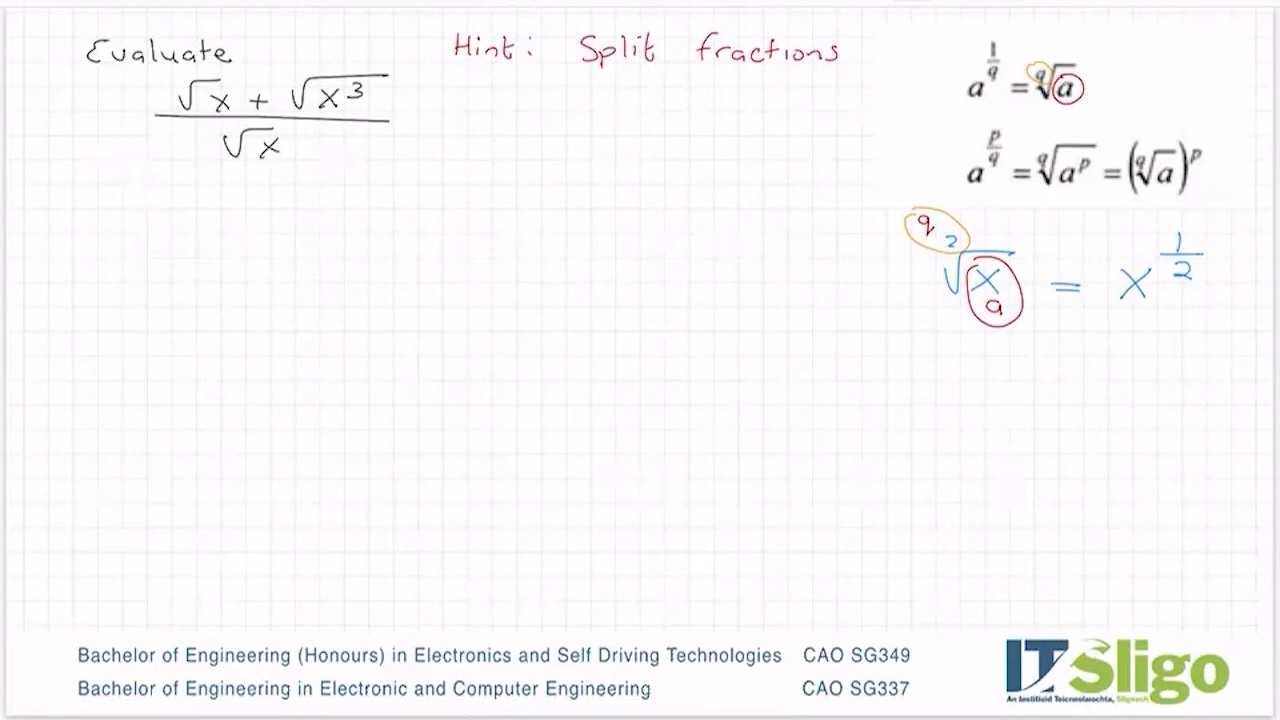 Evaluate
Hint: Split fractions
√x + √x³
√x
a^(1/q) = ᑫ√a
a^(p/q) = ᑫ√a^p = (ᑫ√a)^p
q
²√x = x^(1/2)
a
Bachelor of Engineering (Honours) in Electronics and Self Driving Technologies CAO SG349
Bachelor of Engineering in Electronic and Computer Engineering CAO SG337
IT Sligo
An Institiúid Teicneolaíochta, Sligeach